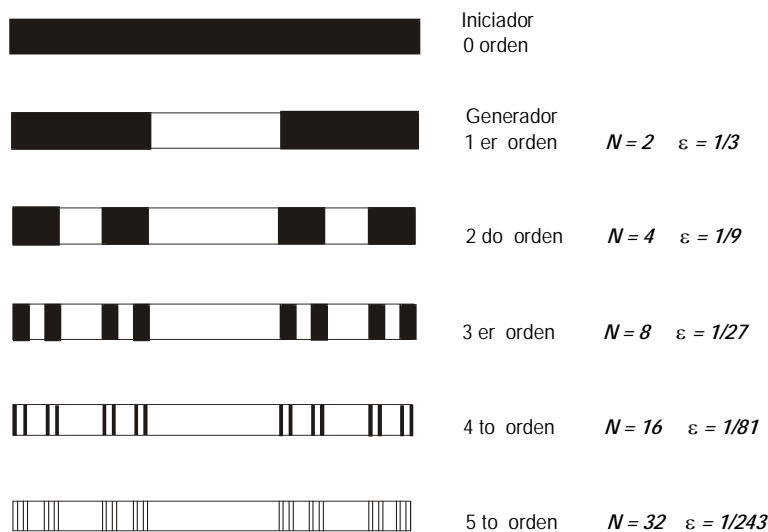 Iniciador
0 orden
Generador
1 er orden N = 2 ε = 1/3
2 do orden N = 4 ε = 1/9
3 er orden N = 8 ε = 1/27
4 to orden N = 16 ε = 1/81
5 to orden N = 32 ε = 1/243